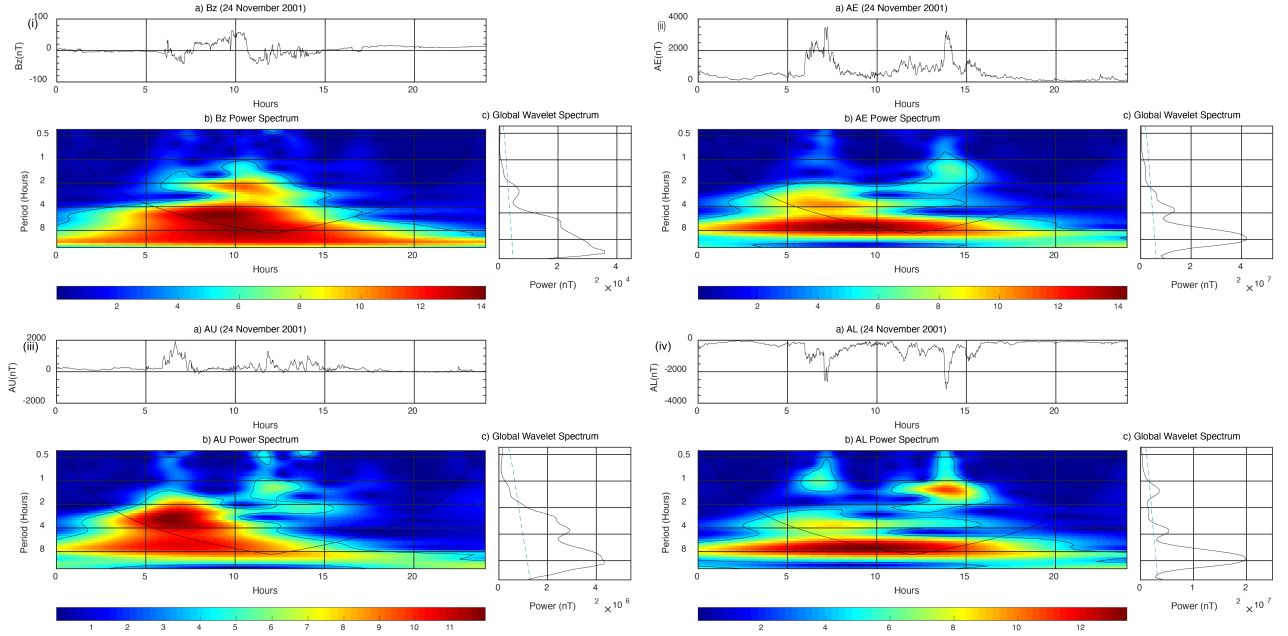 a) Bz (24 November 2001)
(i)
100
0
-100
Bz(nT)
0 5 10 15 20
Hours
b) Bz Power Spectrum
0.5
1
2
4
8
Period (Hours)
0 5 10 15 20
Hours
c) Global Wavelet Spectrum
0 2 4
Power (nT)²
×10⁴
2 4 6 8 10 12 14
a) AE (24 November 2001)
(ii)
4000
2000
0
AE(nT)
0 5 10 15 20
Hours
b) AE Power Spectrum
0.5
1
2
4
8
Period (Hours)
0 5 10 15 20
Hours
c) Global Wavelet Spectrum
0 2 4
Power (nT)²
×10⁷
2 4 6 8 10 12 14
a) AU (24 November 2001)
(iii)
2000
0
-2000
AU(nT)
0 5 10 15 20
Hours
b) AU Power Spectrum
0.5
1
2
4
8
Period (Hours)
0 5 10 15 20
Hours
c) Global Wavelet Spectrum
0 2 4
Power (nT)²
×10⁶
1 2 3 4 5 6 7 8 9 10 11
a) AL (24 November 2001)
(iv)
0
-2000
-4000
AL(nT)
0 5 10 15 20
Hours
b) AL Power Spectrum
0.5
1
2
4
8
Period (Hours)
0 5 10 15 20
Hours
c) Global Wavelet Spectrum
0 1 2
Power (nT)²
×10⁷
2 4 6 8 10 12